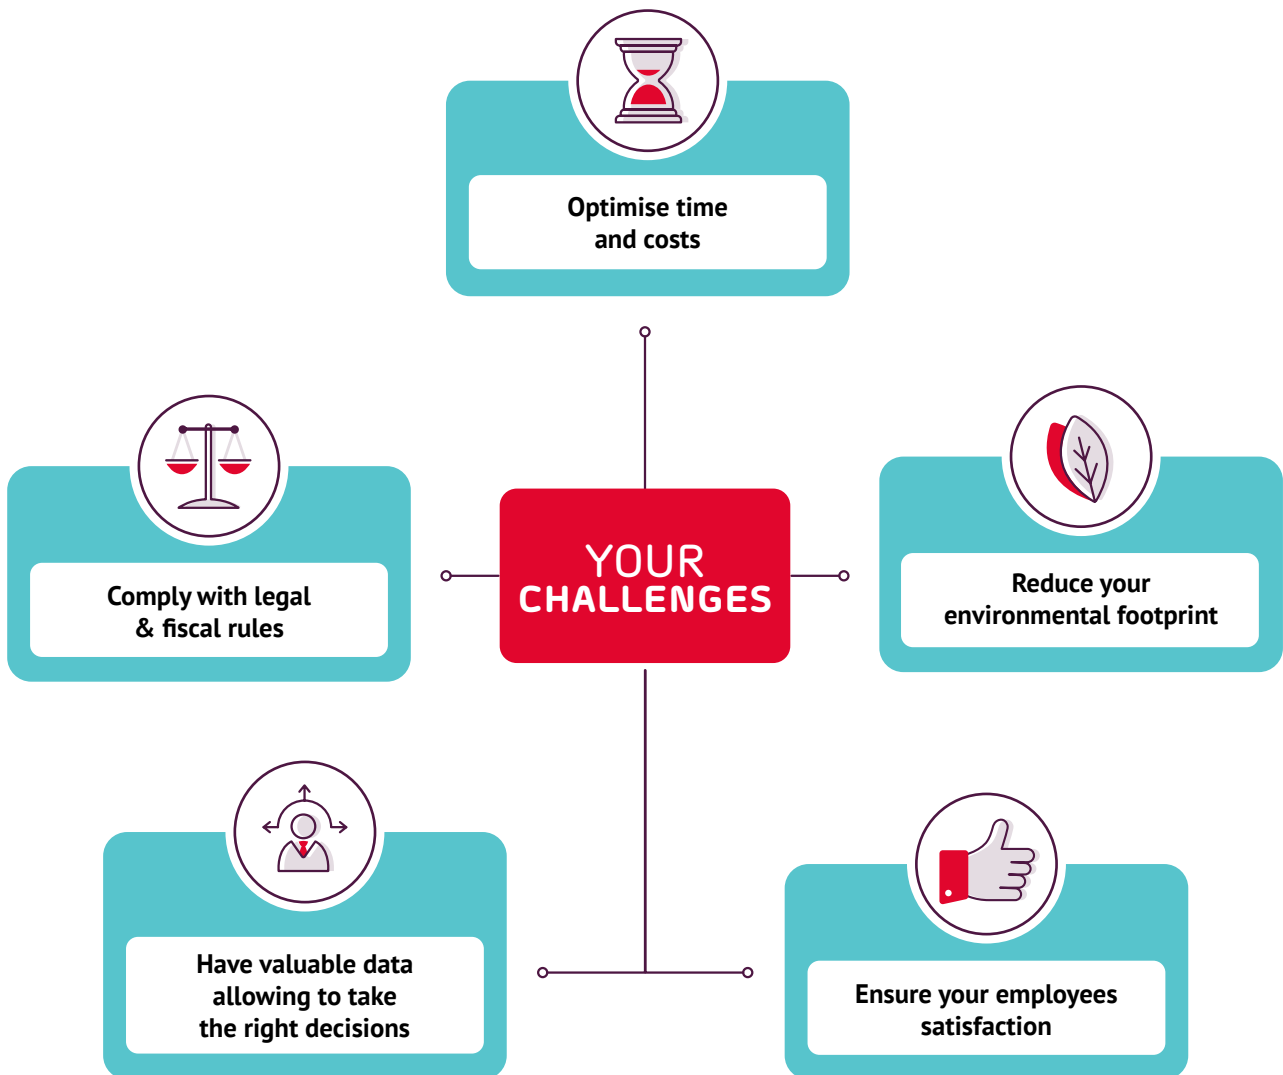 Optimise time
and costs
Comply with legal
& fiscal rules
YOUR
CHALLENGES
Reduce your
environmental footprint
Have valuable data
allowing to take
the right decisions
Ensure your employees
satisfaction